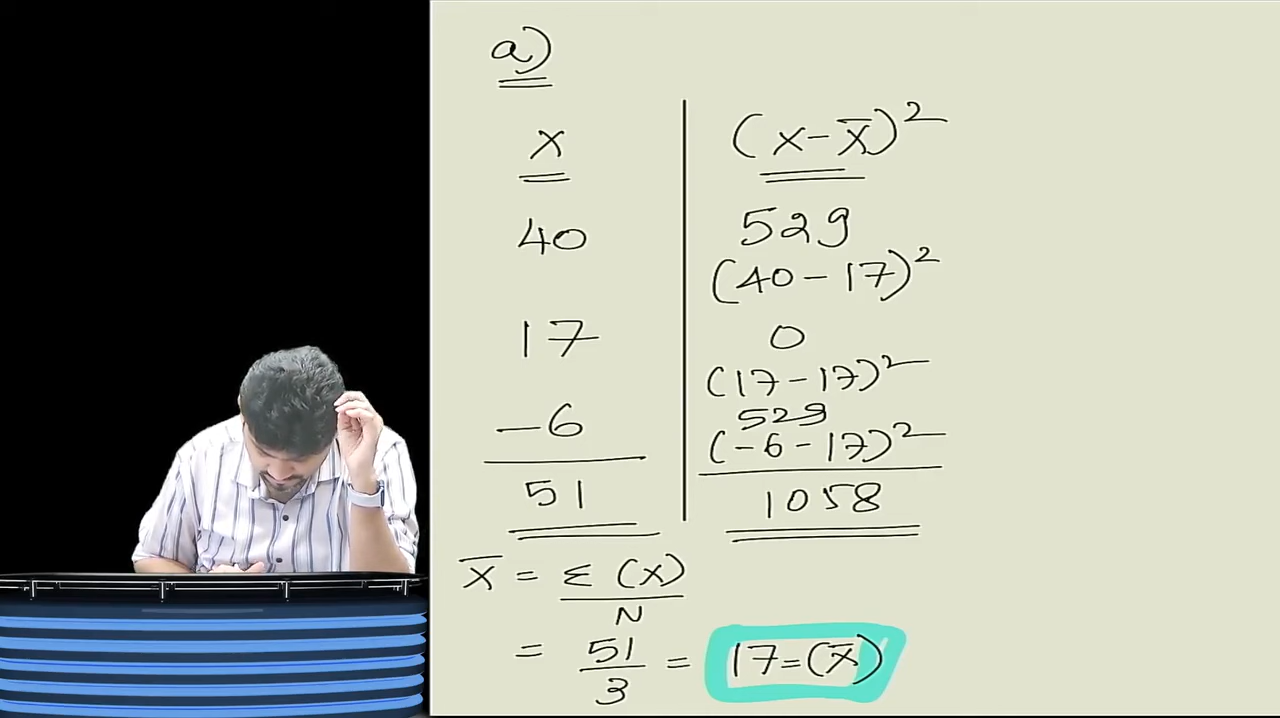 a)
x (x-x̄)²
40 529
(40-17)²
17 0
(17-17)²
-6 529
(-6-17)²
51 1058
x̄ = Σ(x)/N
= 51/3 = 17=(x̄)